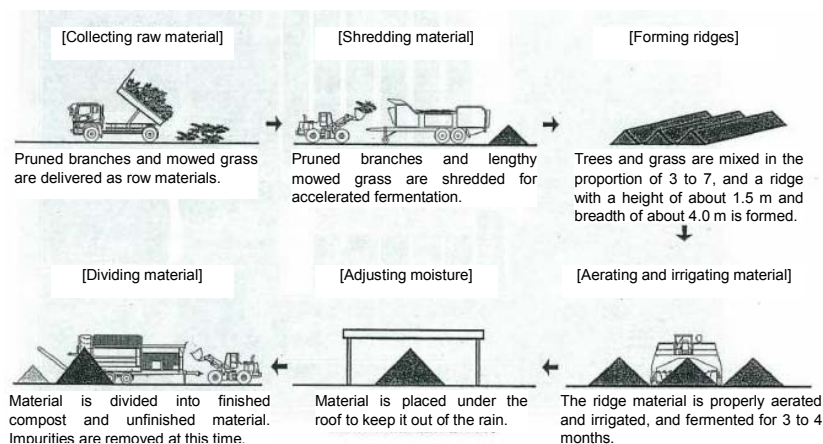 [Collecting raw material]
Pruned branches and mowed grass
are delivered as row materials.
[Shredding material]
Pruned branches and lengthy
mowed grass are shredded for
accelerated fermentation.
[Forming ridges]
Trees and grass are mixed in the
proportion of 3 to 7, and a ridge
with a height of about 1.5 m and
breadth of about 4.0 m is formed.
[Dividing material]
Material is divided into finished
compost and unfinished material.
Impurities are removed at this time.
[Adjusting moisture]
Material is placed under the
roof to keep it out of the rain.
[Aerating and irrigating material]
The ridge material is properly aerated
and irrigated, and fermented for 3 to 4
months.